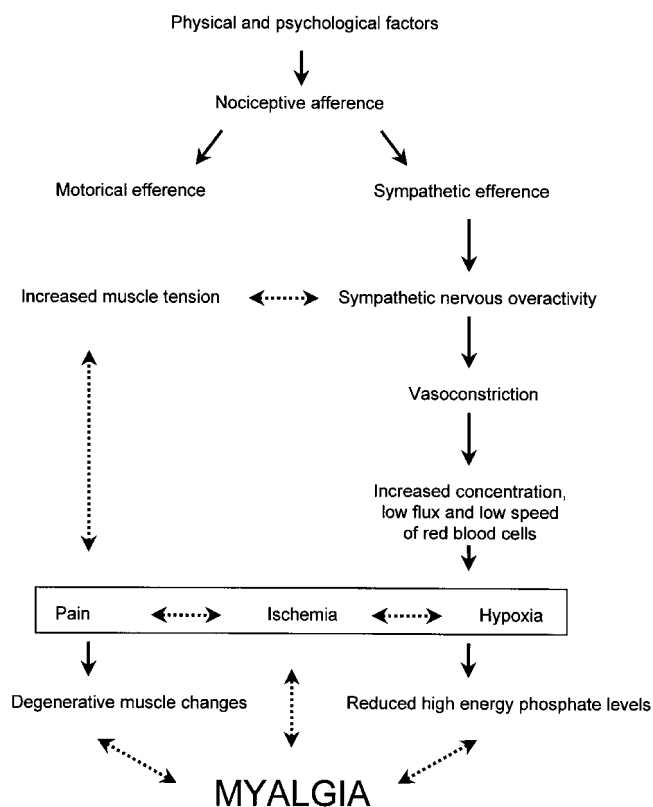 Physical and psychological factors
Nociceptive afference
Motorical efference
Sympathetic efference
Increased muscle tension
Sympathetic nervous overactivity
Vasoconstriction
Increased concentration,
low flux and low speed
of red blood cells
Pain
Ischemia
Hypoxia
Degenerative muscle changes
Reduced high energy phosphate levels
MYALGIA